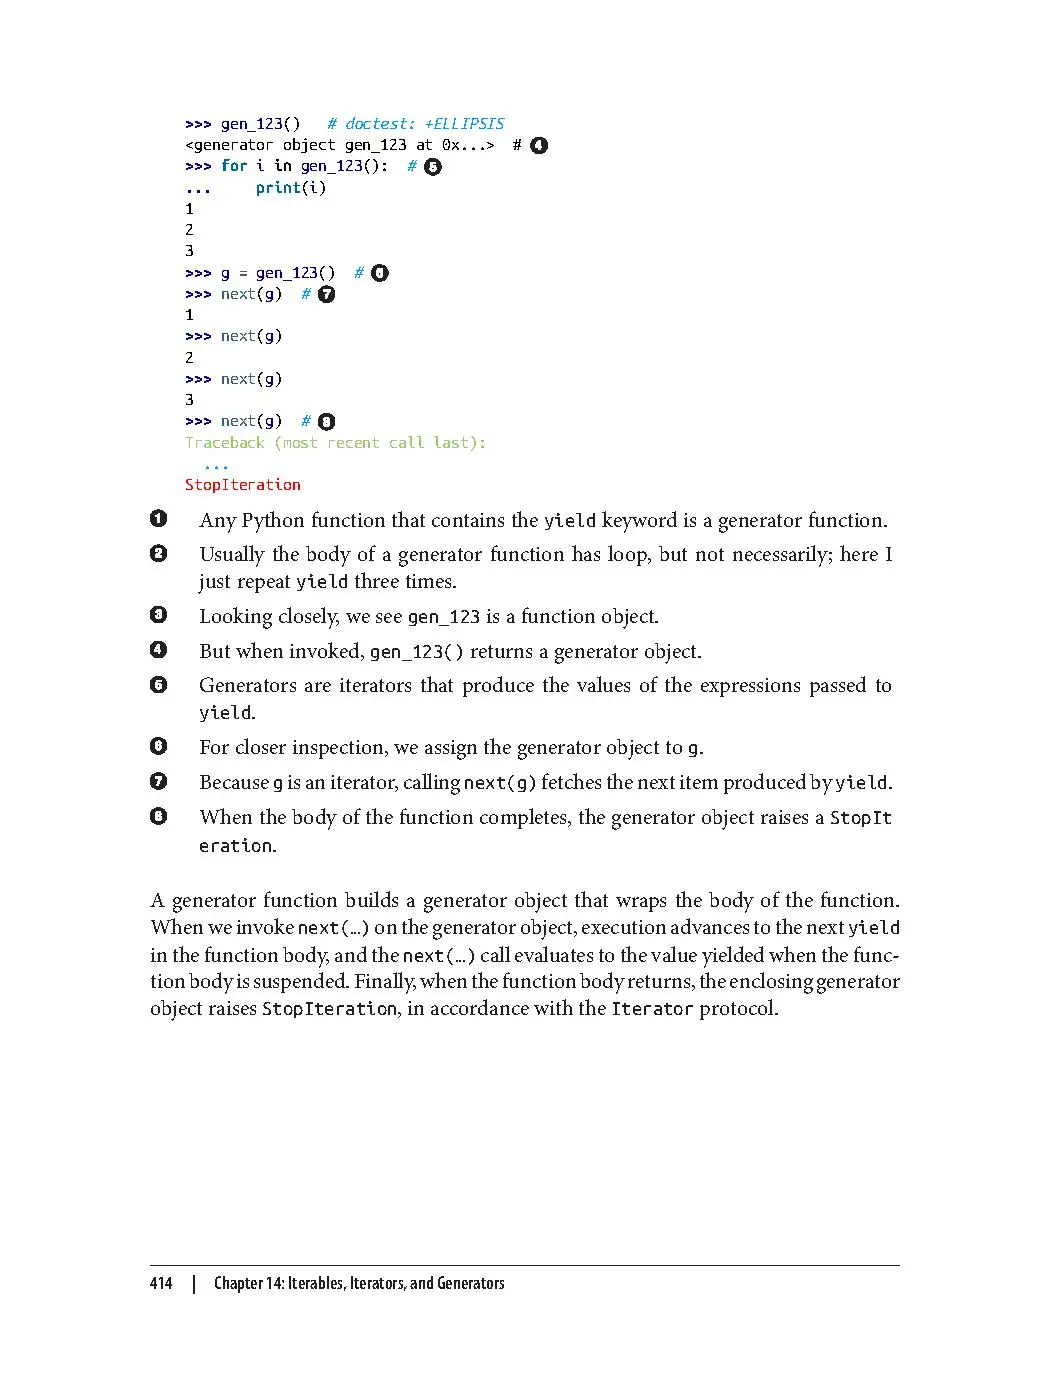 >>> gen_123()   # doctest: +ELLIPSIS
<generator object gen_123 at 0x...>  # ❹
>>> for i in gen_123():  # ❺
...     print(i)
1
2
3
>>> g = gen_123()  # ❻
>>> next(g)  # ❼
1
>>> next(g)
2
>>> next(g)
3
>>> next(g)  # ❽
Traceback (most recent call last):
  ...
StopIteration
❶ Any Python function that contains the yield keyword is a generator function.
❷ Usually the body of a generator function has loop, but not necessarily; here I
just repeat yield three times.
❸ Looking closely, we see gen_123 is a function object.
❹ But when invoked, gen_123() returns a generator object.
❺ Generators are iterators that produce the values of the expressions passed to
yield.
❻ For closer inspection, we assign the generator object to g.
❼ Because g is an iterator, calling next(g) fetches the next item produced by yield.
❽ When the body of the function completes, the generator object raises a StopIt
eration.
A generator function builds a generator object that wraps the body of the function.
When we invoke next(…) on the generator object, execution advances to the next yield
in the function body, and the next(…) call evaluates to the value yielded when the func-
tion body is suspended. Finally, when the function body returns, the enclosing generator
object raises StopIteration, in accordance with the Iterator protocol.
414 | Chapter 14: Iterables, Iterators, and Generators